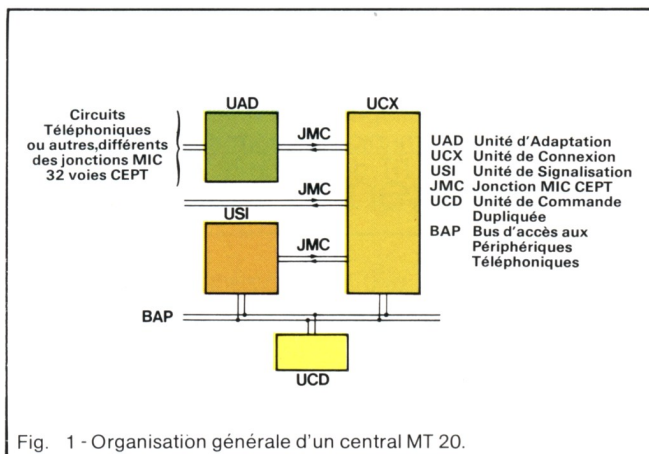 UAD
UCX
Circuits
Téléphoniques
ou autres,différents
des jonctions MIC
32 voies CEPT
JMC
JMC
USI
JMC
BAP
UCD
UAD Unité d'Adaptation
UCX Unité de Connexion
USI Unité de Signalisation
JMC Jonction MIC CEPT
UCD Unité de Commande
Dupliquée
BAP Bus d'accès aux
Périphériques
Téléphoniques
Fig. 1 - Organisation générale d'un central MT 20.